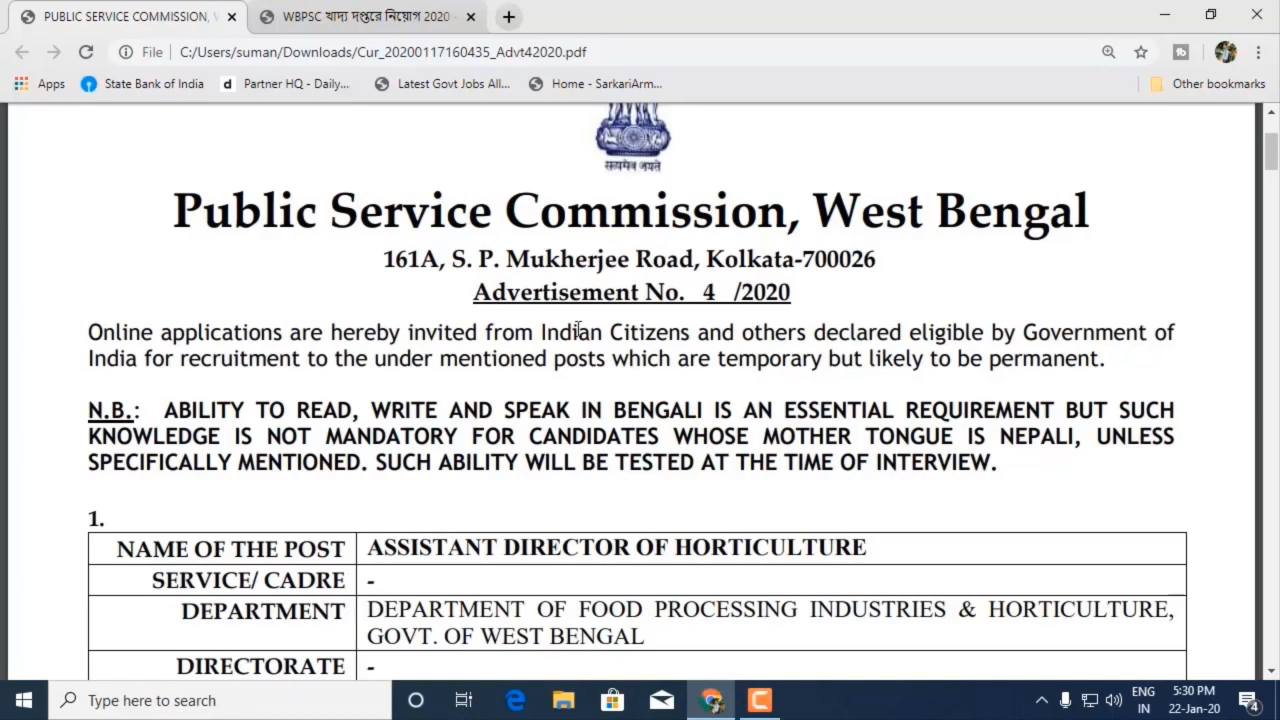 PUBLIC SERVICE COMMISSION, W
WBPSC খাদ্য দপ্তরে নিয়োগ 2020
File C:/Users/suman/Downloads/Cur_20200117160435_Advt42020.pdf
Apps State Bank of India d Partner HQ - Daily... Latest Govt Jobs All... Home - SarkariArm... Other bookmarks
सत्यमेव जयते
Public Service Commission, West Bengal
161A, S. P. Mukherjee Road, Kolkata-700026
Advertisement No. 4 /2020
Online applications are hereby invited from Indian Citizens and others declared eligible by Government of
India for recruitment to the under mentioned posts which are temporary but likely to be permanent.
N.B.: ABILITY TO READ, WRITE AND SPEAK IN BENGALI IS AN ESSENTIAL REQUIREMENT BUT SUCH
KNOWLEDGE IS NOT MANDATORY FOR CANDIDATES WHOSE MOTHER TONGUE IS NEPALI, UNLESS
SPECIFICALLY MENTIONED. SUCH ABILITY WILL BE TESTED AT THE TIME OF INTERVIEW.
1.
NAME OF THE POST ASSISTANT DIRECTOR OF HORTICULTURE
SERVICE/ CADRE -
DEPARTMENT DEPARTMENT OF FOOD PROCESSING INDUSTRIES & HORTICULTURE,
GOVT. OF WEST BENGAL
DIRECTORATE -
Type here to search
ENG 5:30 PM
IN 22-Jan-20 4